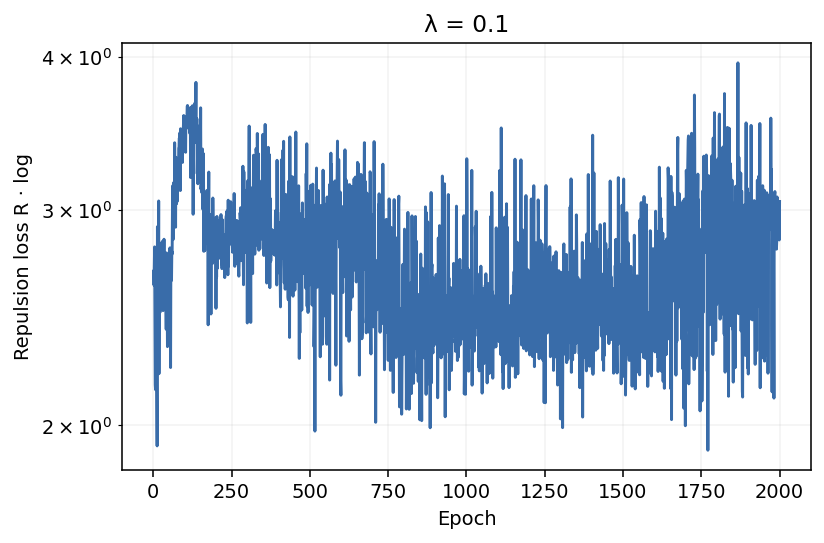 λ = 0.1
Repulsion loss R · log
4 × 10⁰
3 × 10⁰
2 × 10⁰
0 250 500 750 1000 1250 1500 1750 2000
Epoch